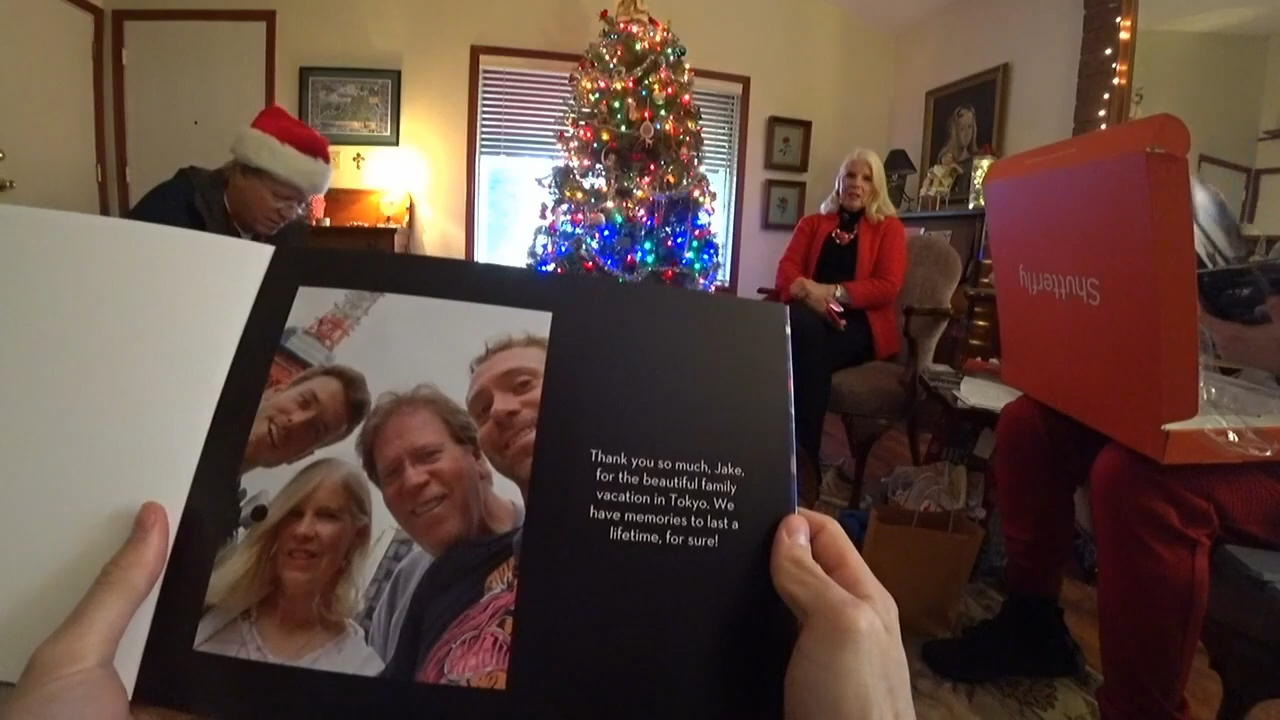 Thank you so much, Jake,
for the beautiful family
vacation in Tokyo. We
have memories to last a
lifetime, for sure!
Shutterfly